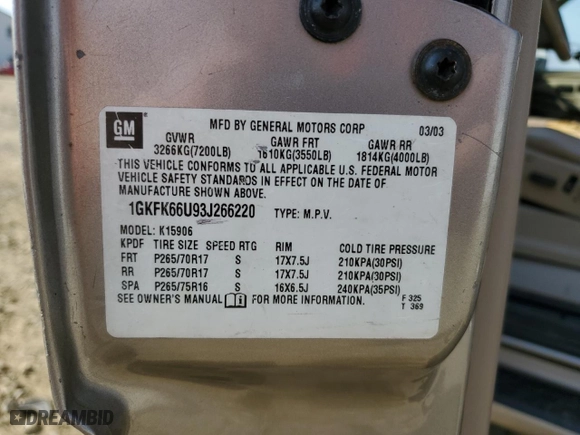 GM
MFD BY GENERAL MOTORS CORP 03/03
GVWR GAWR FRT GAWR RR
3266KG(7200LB) 1610KG(3550LB) 1814KG(4000LB)
THIS VEHICLE CONFORMS TO ALL APPLICABLE U.S. FEDERAL MOTOR
VEHICLE SAFETY STANDARDS IN EFFECT ON THE DATE OF
MANUFACTURE SHOWN ABOVE.
1GKFK66U93J266220 TYPE: M.P.V.
MODEL: K15906
KPDF TIRE SIZE SPEED RTG RIM COLD TIRE PRESSURE
FRT P265/70R17 S 17X7.5J 210KPA(30PSI)
RR P265/70R17 S 17X7.5J 210KPA(30PSI)
SPA P265/75R16 S 16X6.5J 240KPA(35PSI)
SEE OWNER'S MANUAL FOR MORE INFORMATION.
F 325
T 369
DREAMBID